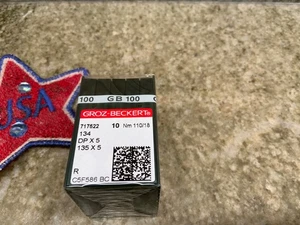 100 GB 100
GROZ-BECKERT®
717622 10 Nm 110/18
134
DP X 5
135 X 5
R
C5F586 BC
USA